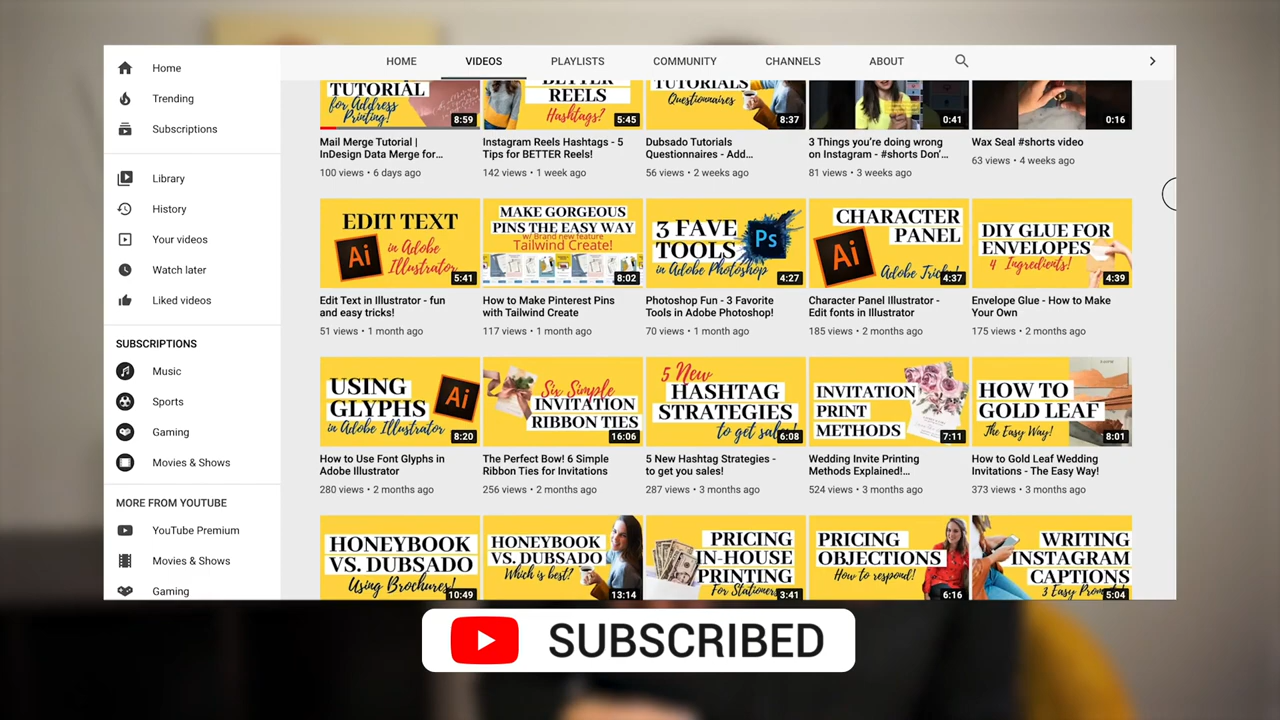 Home
Trending
Subscriptions
Library
History
Your videos
Watch later
Liked videos
SUBSCRIPTIONS
Music
Sports
Gaming
Movies & Shows
MORE FROM YOUTUBE
YouTube Premium
Movies & Shows
Gaming
HOME VIDEOS PLAYLISTS COMMUNITY CHANNELS ABOUT
TUTORIAL
for Address
Printing!
8:59
Mail Merge Tutorial |
InDesign Data Merge for…
100 views • 6 days ago
BETTER
REELS
Hashtags?
5:45
Instagram Reels Hashtags - 5
Tips for BETTER Reels!
142 views • 1 week ago
TUTORIALS
Questionnaires
8:37
Dubsado Tutorials
Questionnaires - Add…
56 views • 2 weeks ago
0:41
3 Things you're doing wrong
on Instagram - #shorts Don'…
81 views • 3 weeks ago
0:16
Wax Seal #shorts video
63 views • 4 weeks ago
EDIT TEXT
Ai
in Adobe
Illustrator
5:41
Edit Text in Illustrator - fun
and easy tricks!
51 views • 1 month ago
MAKE GORGEOUS
PINS THE EASY WAY
w/ Brand new feature
Tailwind Create!
8:02
How to Make Pinterest Pins
with Tailwind Create
117 views • 1 month ago
3 FAVE
TOOLS
Ps
in Adobe Photoshop
4:27
Photoshop Fun - 3 Favorite
Tools in Adobe Photoshop!
70 views • 1 month ago
CHARACTER
PANEL
Ai
Adobe Tricks!
4:37
Character Panel Illustrator -
Edit fonts in Illustrator
185 views • 2 months ago
DIY GLUE FOR
ENVELOPES
4 Ingredients!
4:39
Envelope Glue - How to Make
Your Own
175 views • 2 months ago
USING
GLYPHS
Ai
in Adobe Illustrator
8:20
How to Use Font Glyphs in
Adobe Illustrator
280 views • 2 months ago
Six Simple
INVITATION
RIBBON TIES
16:06
The Perfect Bow! 6 Simple
Ribbon Ties for Invitations
256 views • 2 months ago
5 New
HASHTAG
STRATEGIES
to get sales!
6:08
5 New Hashtag Strategies -
to get you sales!
287 views • 3 months ago
INVITATION
PRINT
METHODS
7:11
Wedding Invite Printing
Methods Explained!…
524 views • 3 months ago
HOW TO
GOLD LEAF
The Easy Way!
8:01
How to Gold Leaf Wedding
Invitations - The Easy Way!
373 views • 3 months ago
HONEYBOOK
VS. DUBSADO
Using Brochures!
10:49
HONEYBOOK
VS. DUBSADO
Which is best?
13:14
PRICING
IN-HOUSE
PRINTING
For Stationers
3:41
PRICING
OBJECTIONS
How to respond!
6:16
WRITING
INSTAGRAM
CAPTIONS
3 Easy
5:04
SUBSCRIBED